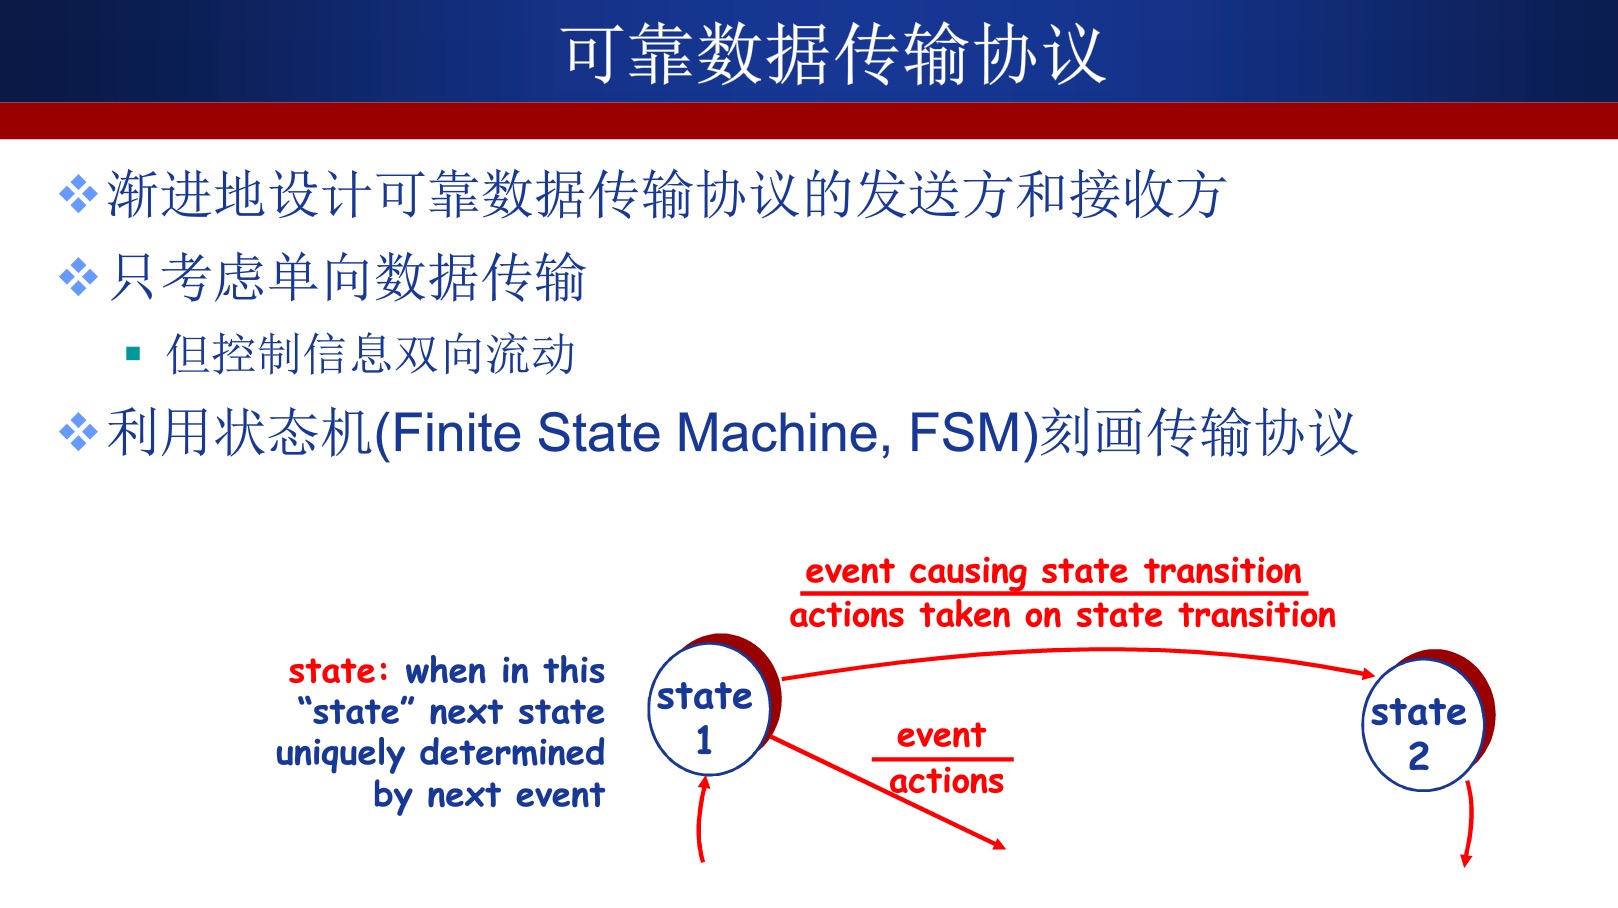 可靠数据传输协议
渐进地设计可靠数据传输协议的发送方和接收方
只考虑单向数据传输
但控制信息双向流动
利用状态机(Finite State Machine, FSM)刻画传输协议
event causing state transition
actions taken on state transition
state: when in this
“state” next state
uniquely determined
by next event
state
1
event
actions
state
2